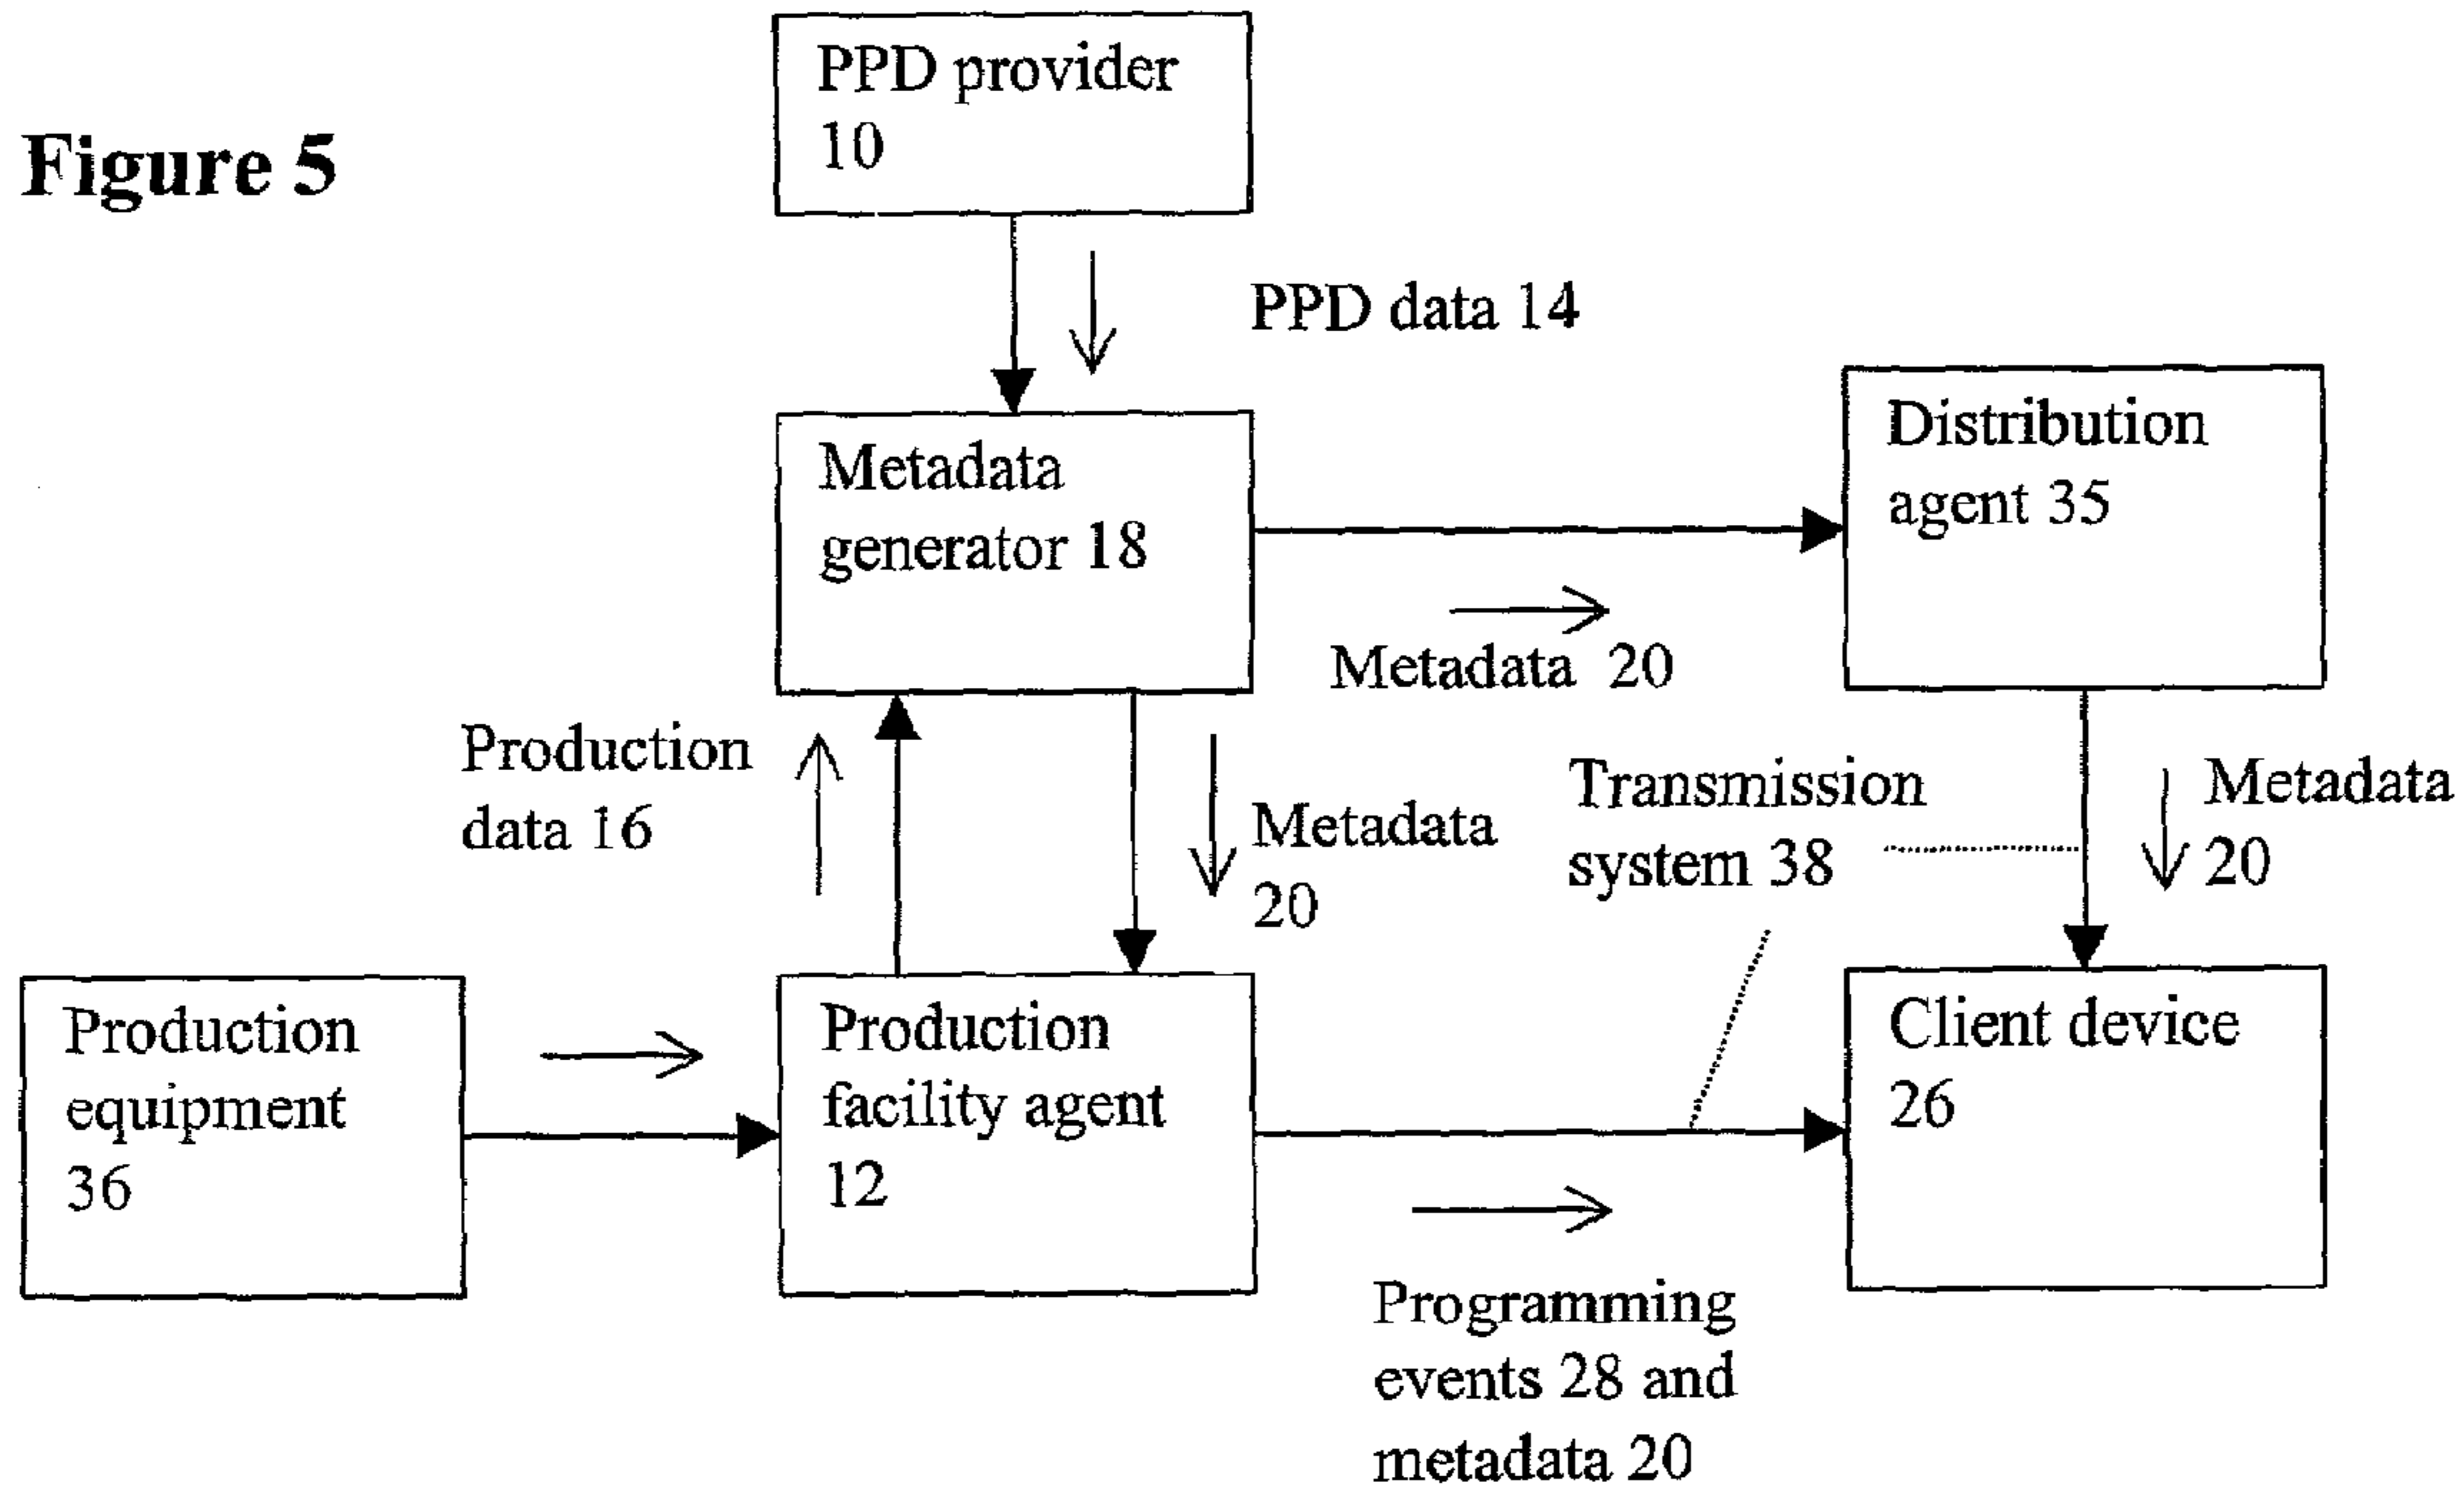 Figure 5
PPD provider
10
PPD data 14
Metadata
generator 18
Distribution
agent 35
Metadata 20
Production
data 16
Metadata
20
Transmission
system 38
Metadata
20
Production
equipment
36
Production
facility agent
12
Client device
26
Programming
events 28 and
metadata 20